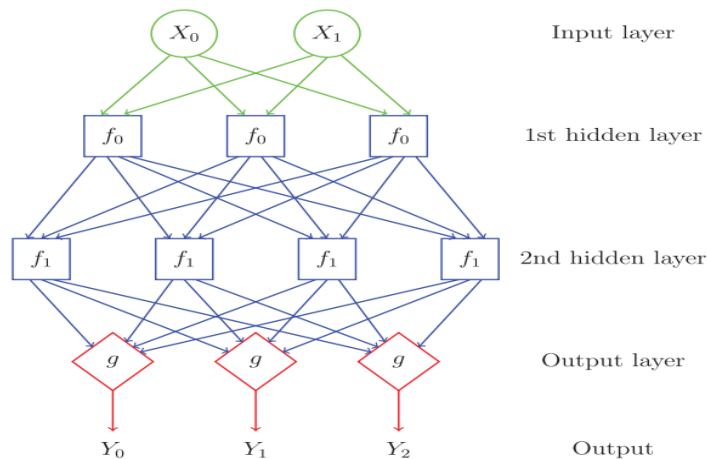 X₀ X₁ Input layer
f₀ f₀ f₀ 1st hidden layer
f₁ f₁ f₁ f₁ 2nd hidden layer
g g g Output layer
Y₀ Y₁ Y₂ Output